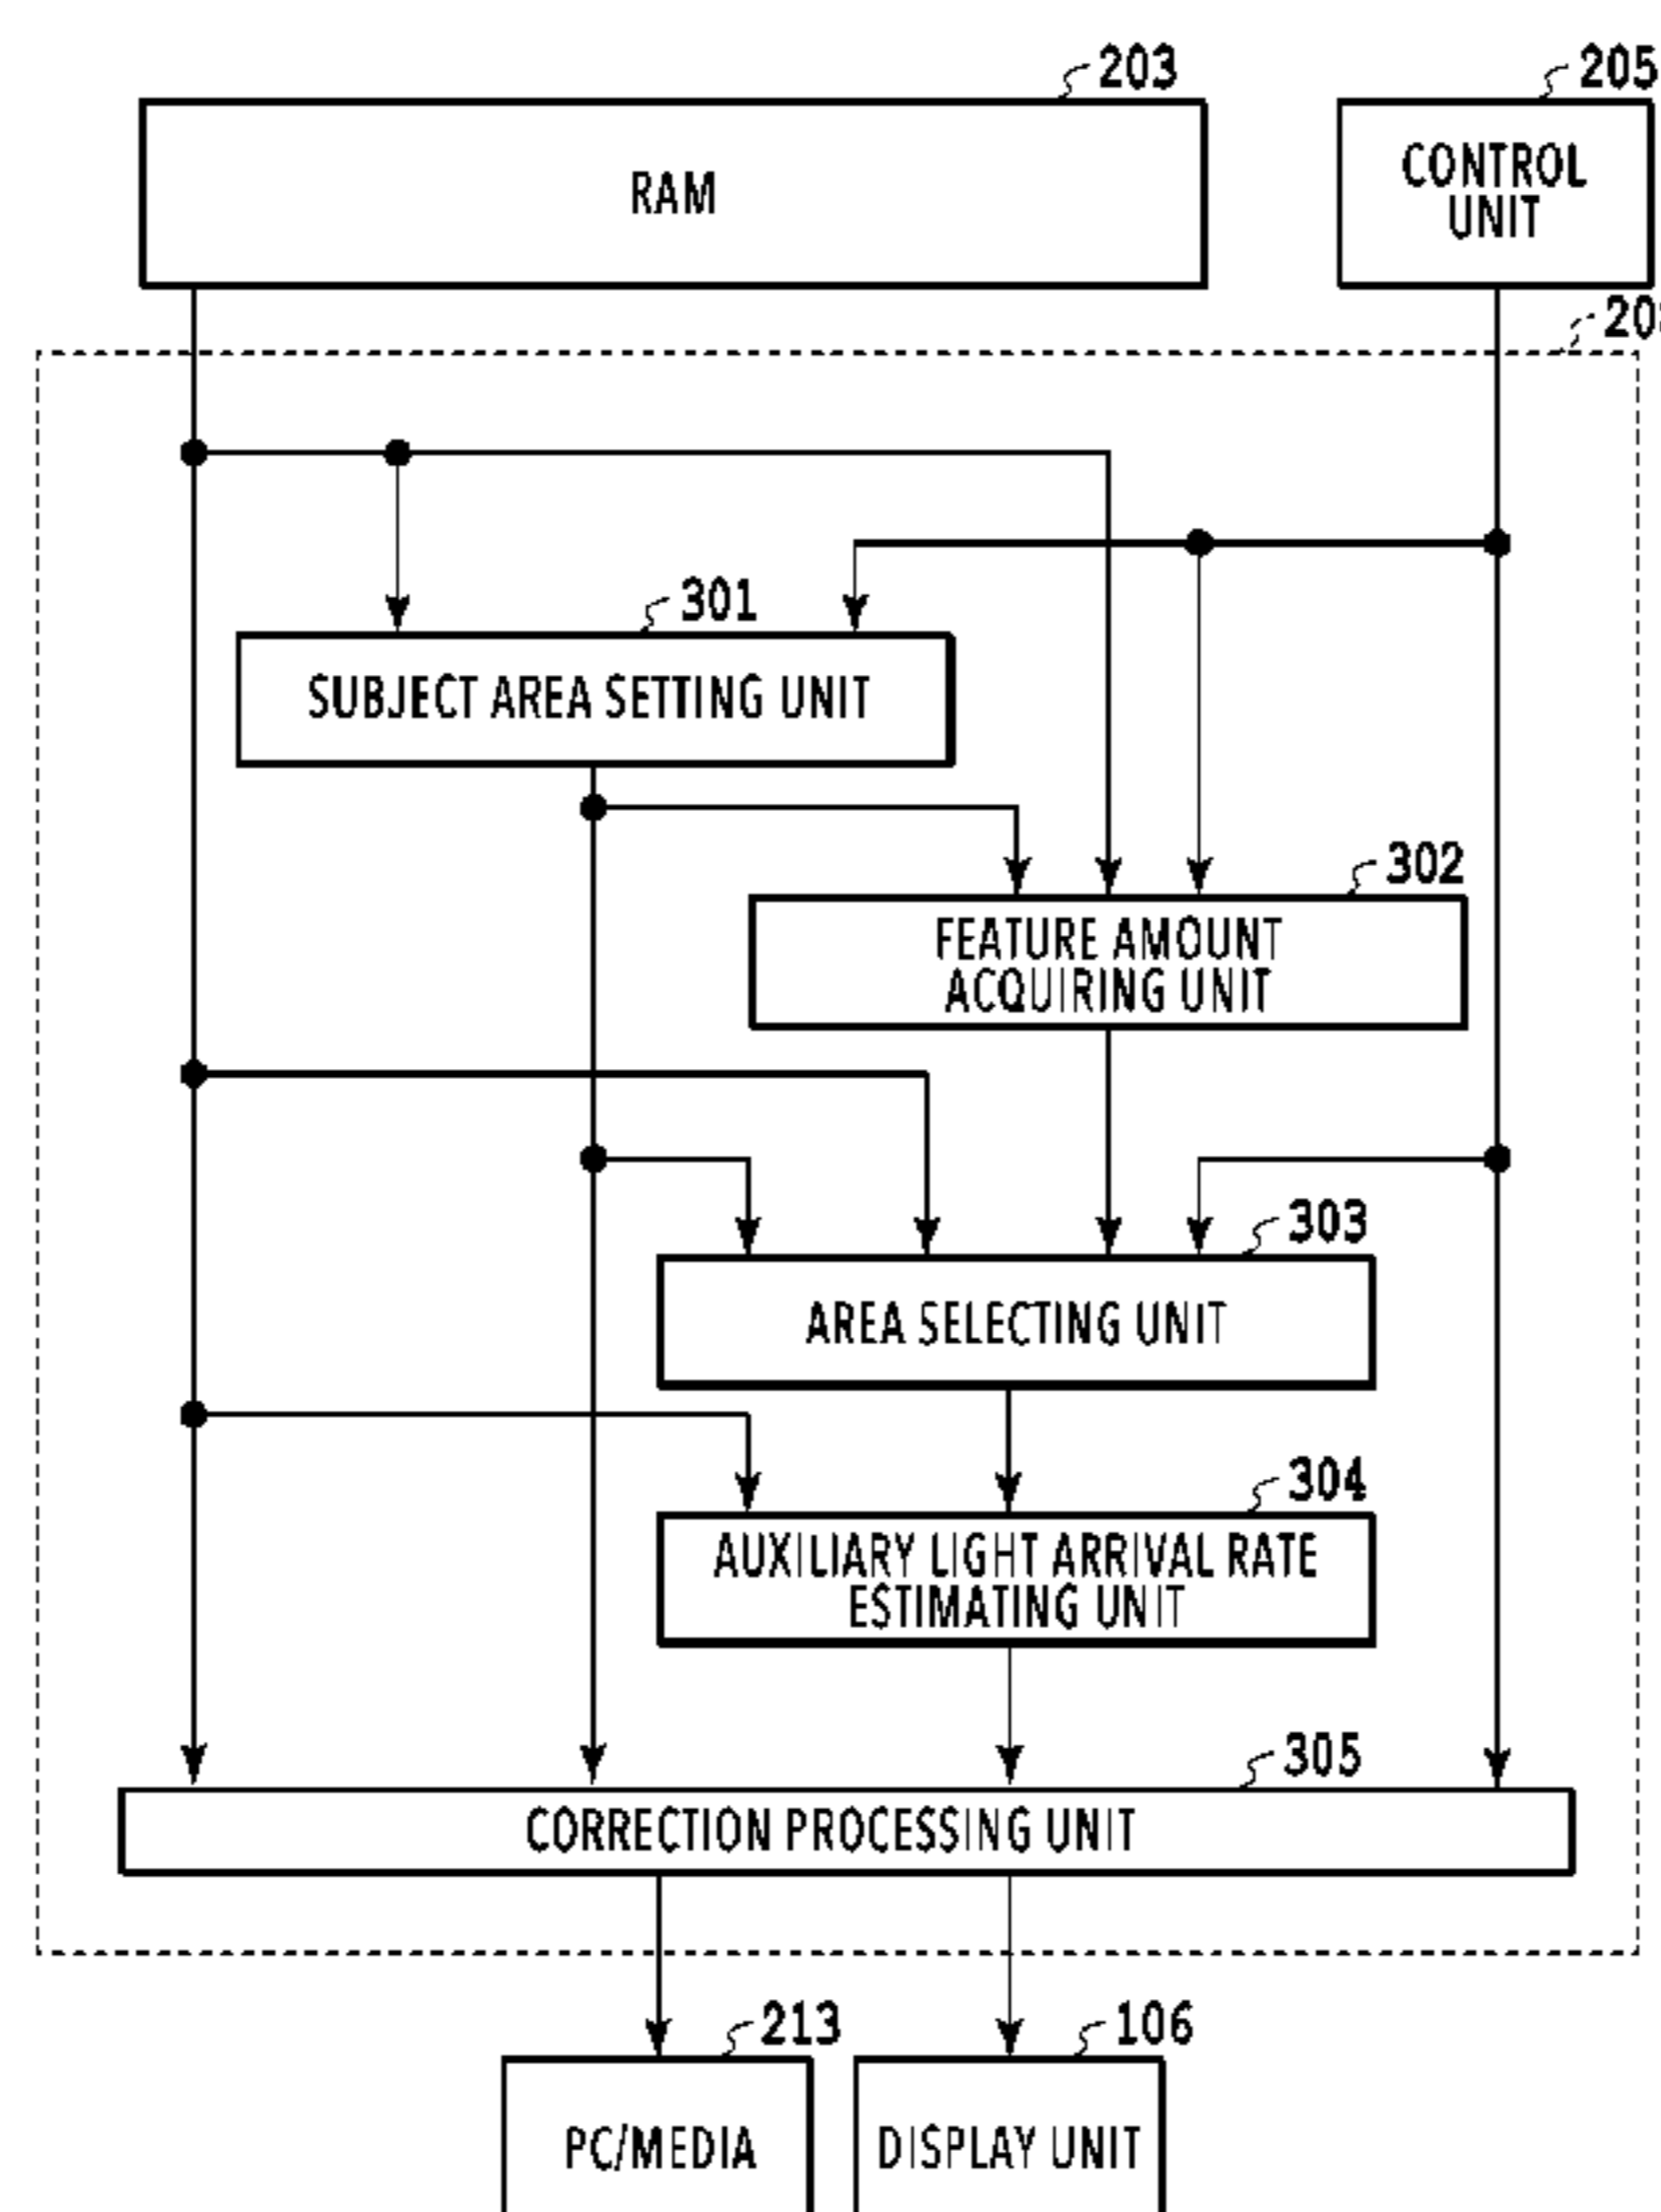 203
205
RAM
CONTROL
UNIT
301
SUBJECT AREA SETTING UNIT
302
FEATURE AMOUNT
ACQUIRING UNIT
303
AREA SELECTING UNIT
304
AUXILIARY LIGHT ARRIVAL RATE
ESTIMATING UNIT
305
CORRECTION PROCESSING UNIT
213
106
PC/MEDIA
DISPLAY UNIT